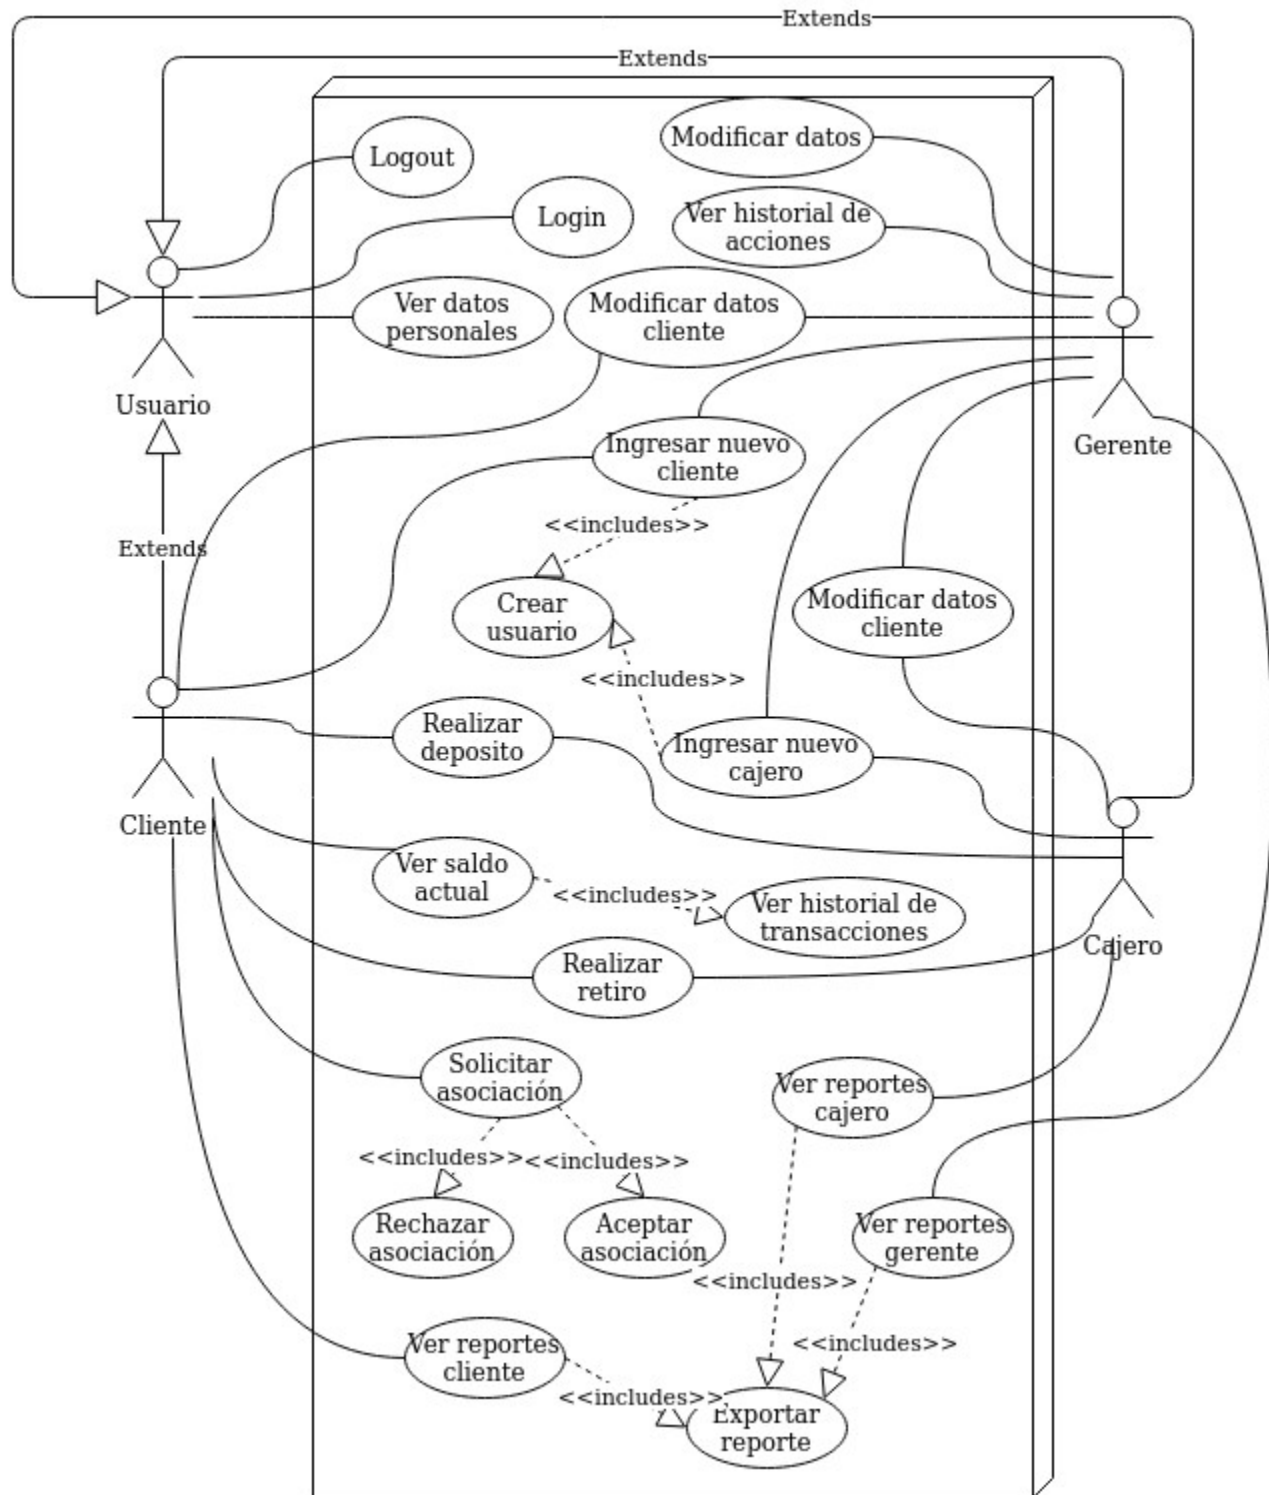 Extends
Extends
Modificar datos
Logout
Login
Ver historial de
acciones
Ver datos
personales
Modificar datos
cliente
Usuario
Gerente
Ingresar nuevo
cliente
<<includes>>
Extends
Crear
usuario
Modificar datos
cliente
<<includes>>
Realizar
deposito
Ingresar nuevo
cajero
Cliente
Ver saldo
actual
<<includes>>
Ver historial de
transacciones
Cajero
Realizar
retiro
Solicitar
asociación
Ver reportes
cajero
<<includes>>
<<includes>>
Rechazar
asociación
Aceptar
asociación
Ver reportes
gerente
<<includes>>
<<includes>>
Ver reportes
cliente
<<includes>>
Exportar
reporte